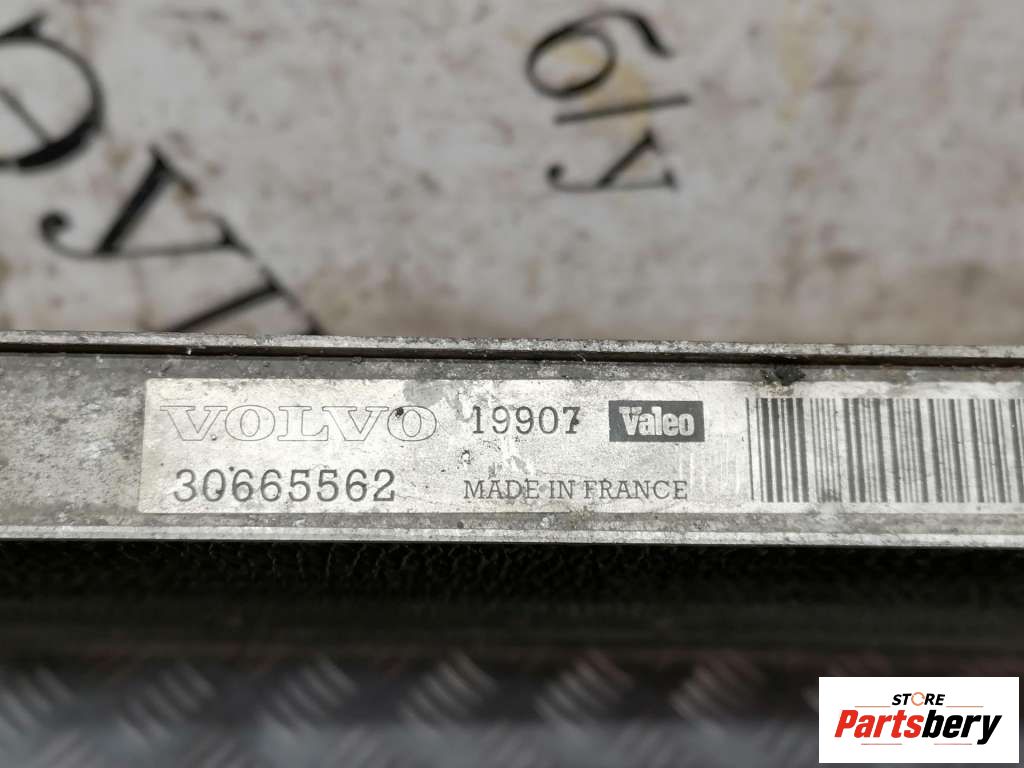 б/у
VOLVO 19907 Valeo
30665562 MADE IN FRANCE
STORE
Partsbery